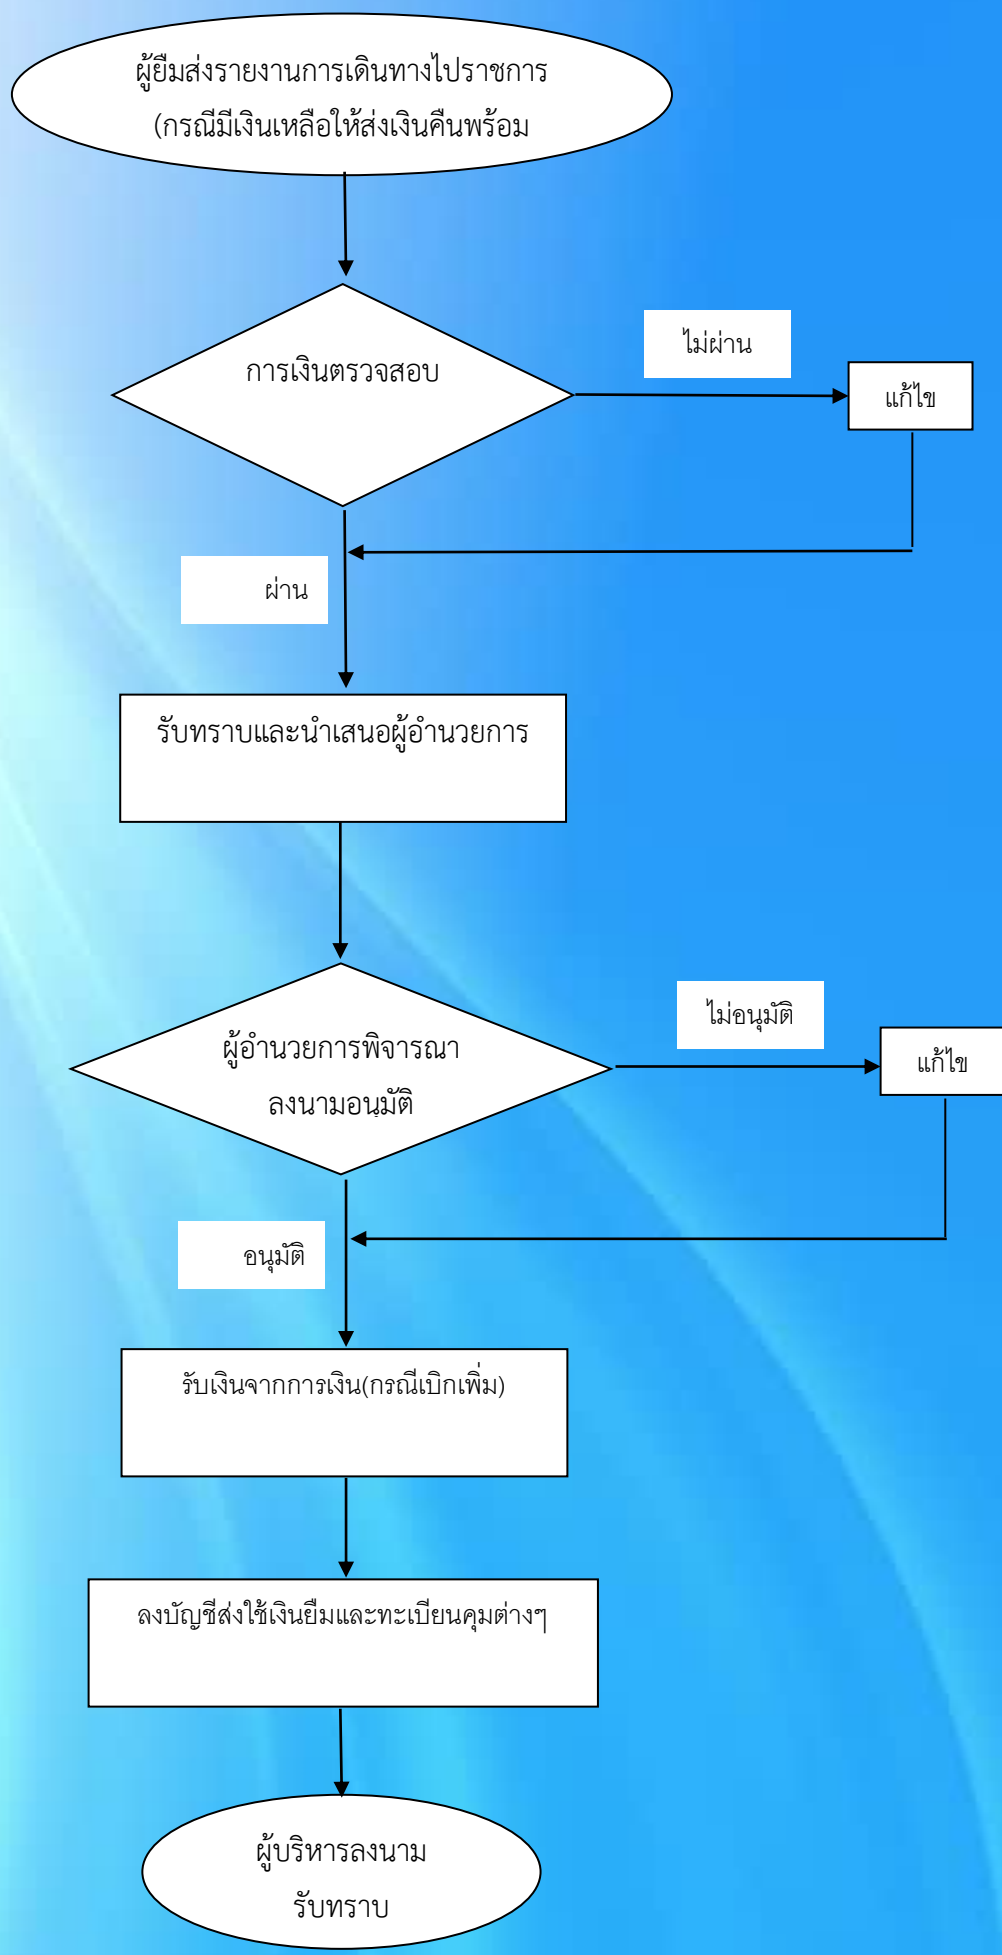 ผู้ยืมส่งรายงานการเดินทางไปราชการ
(กรณีมีเงินเหลือให้ส่งเงินคืนพร้อม
การเงินตรวจสอบ
ไม่ผ่าน
แก้ไข
ผ่าน
รับทราบและนำเสนอผู้อำนวยการ
ผู้อำนวยการพิจารณา
ลงนามอนุมัติ
ไม่อนุมัติ
แก้ไข
อนุมัติ
รับเงินจากการเงิน(กรณีเบิกเพิ่ม)
ลงบัญชีส่งใช้เงินยืมและทะเบียนคุมต่างๆ
ผู้บริหารลงนาม
รับทราบ